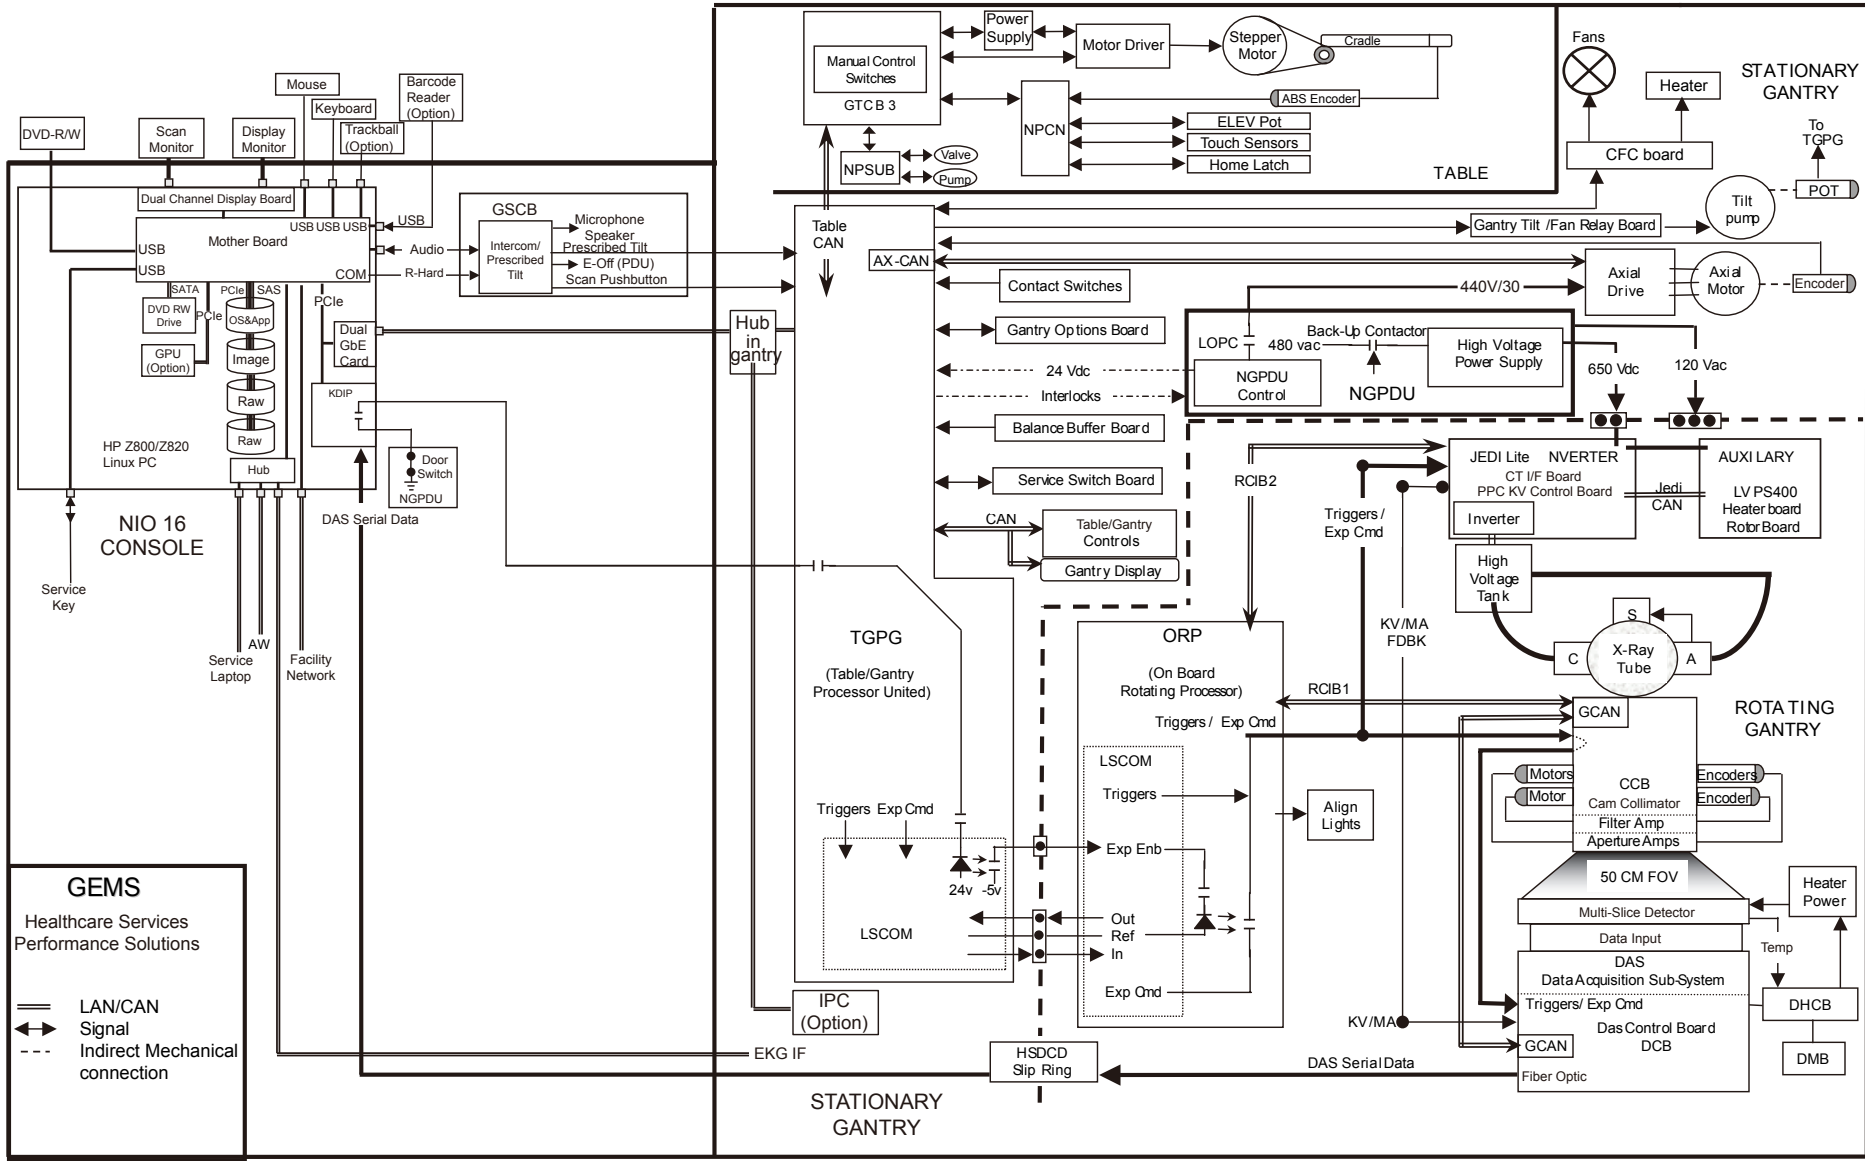 DVD-R/W
Scan
Monitor
Display
Monitor
Mouse
Keyboard
Trackball
(Option)
Barcode
Reader
(Option)
Dual Channel Display Board
USB USB USB
USB
Mother Board
USB
USB
Audio
COM
R-Hard
SATA
PCIe
SAS
PCIe
PCIe
DVD RW
Drive
OS&App
GPU
(Option)
Image
Raw
Raw
Dual
GbE
Card
KDIP
HP Z800/Z820
Linux PC
Hub
Door
Switch
NGPDU
DAS Serial Data
NIO 16
CONSOLE
Service
Key
Service
Laptop
AW
Facility
Network
GSCB
Intercom/
Prescribed
Tilt
Microphone
Speaker
Prescribed Tilt
E-Off (PDU)
Scan Pushbutton
Hub
in
gantry
IPC
(Option)
EKG IF
GEMS
Healthcare Services
Performance Solutions
LAN/CAN
Signal
Indirect Mechanical
connection
Manual Control
Switches
GTCB 3
Power
Supply
Motor Driver
Stepper
Motor
Cradle
ABS Encoder
NPCN
ELEV Pot
Touch Sensors
Home Latch
NPSUB
Valve
Pump
TABLE
Fans
Heater
STATIONARY
GANTRY
CFC board
To
TGPG
POT
Tilt
pump
Table
CAN
AX-CAN
Gantry Tilt /Fan Relay Board
Axial
Drive
Axial
Motor
Encoder
Contact Switches
440V/30
Gantry Options Board
LOPC
480 vac
Back-Up Contactor
High Voltage
Power Supply
NGPDU
Control
NGPDU
650 Vdc
120 Vac
24 Vdc
Interlocks
Balance Buffer Board
Service Switch Board
CAN
Table/Gantry
Controls
Gantry Display
RCIB2
Triggers /
Exp Cmd
JEDI Lite NVERTER
CT I/F Board
PPC KV Control Board
Inverter
Jedi
CAN
AUXI LARY
LV PS400
Heater board
Rotor Board
High
Voltage
Tank
KV/MA
FDBK
S
C
X-Ray
Tube
A
TGPG
(Table/Gantry
Processor United)
ORP
(On Board
Rotating Processor)
Triggers / Exp Cmd
RCIB1
GCAN
ROTATING
GANTRY
LSCOM
Triggers
Align
Lights
Motors
Motor
Encoders
Encoder
CCB
Cam Collimator
Filter Amp
Aperture Amps
Triggers Exp Cmd
24v
-5v
LSCOM
Exp Enb
Out
Ref
In
Exp Cmd
50 CM FOV
Heater
Power
Multi-Slice Detector
Data Input
Temp
DAS
Data Acquisition Sub-System
Triggers/ Exp Cmd
DHCB
KV/MA
Das Control Board
DCB
GCAN
DMB
Fiber Optic
HSDCD
Slip Ring
DAS Serial Data
STATIONARY
GANTRY